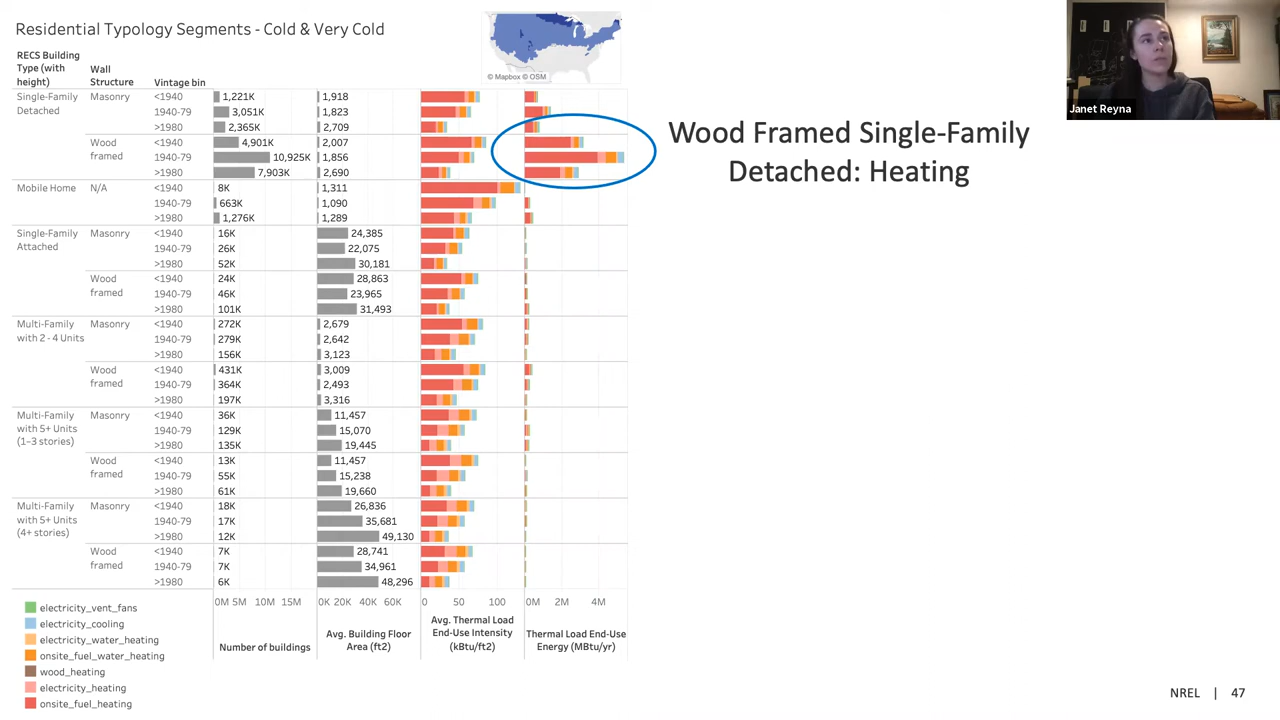 Residential Typology Segments - Cold & Very Cold
© Mapbox © OSM
Janet Reyna
Wood Framed Single-Family
Detached: Heating
RECS Building
Type (with
height)
Wall
Structure
Vintage bin
Single-Family
Detached
Masonry
<1940 1,221K 1,918
1940-79 3,051K 1,823
>1980 2,365K 2,709
Wood
framed
<1940 4,901K 2,007
1940-79 10,925K 1,856
>1980 7,903K 2,690
Mobile Home N/A
<1940 8K 1,311
1940-79 663K 1,090
>1980 1,276K 1,289
Single-Family
Attached
Masonry
<1940 16K 24,385
1940-79 26K 22,075
>1980 52K 30,181
Wood
framed
<1940 24K 28,863
1940-79 46K 23,965
>1980 101K 31,493
Multi-Family
with 2 - 4 Units
Masonry
<1940 272K 2,679
1940-79 279K 2,642
>1980 156K 3,123
Wood
framed
<1940 431K 3,009
1940-79 364K 2,493
>1980 197K 3,316
Multi-Family
with 5+ Units
(1–3 stories)
Masonry
<1940 36K 11,457
1940-79 129K 15,070
>1980 135K 19,445
Wood
framed
<1940 13K 11,457
1940-79 55K 15,238
>1980 61K 19,660
Multi-Family
with 5+ Units
(4+ stories)
Masonry
<1940 18K 26,836
1940-79 17K 35,681
>1980 12K 49,130
Wood
framed
<1940 7K 28,741
1940-79 7K 34,961
>1980 6K 48,296
0M 5M 10M 15M
0K 20K 40K 60K
0 50 100
0M 2M 4M
Number of buildings
Avg. Building Floor
Area (ft2)
Avg. Thermal Load
End-Use Intensity
(kBtu/ft2)
Thermal Load End-Use
Energy (MBtu/yr)
electricity_vent_fans
electricity_cooling
electricity_water_heating
onsite_fuel_water_heating
wood_heating
electricity_heating
onsite_fuel_heating
NREL | 47